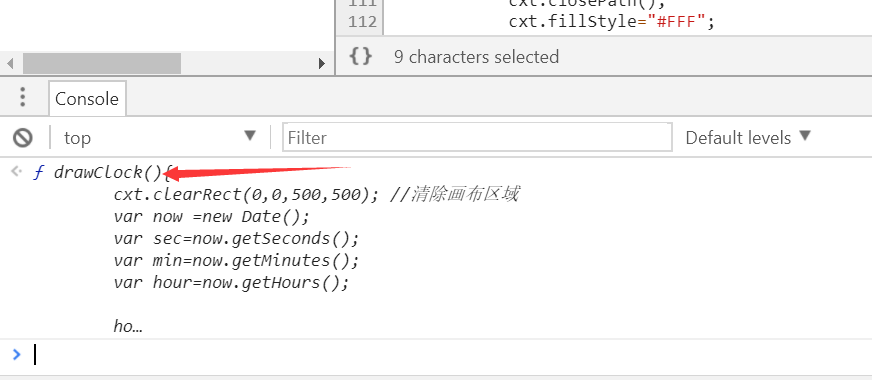 111 cxt.closePath();
112 cxt.fillStyle="#FFF";
{} 9 characters selected
Console
top Filter Default levels
ƒ drawClock(){
cxt.clearRect(0,0,500,500); //清除画布区域
var now =new Date();
var sec=now.getSeconds();
var min=now.getMinutes();
var hour=now.getHours();
ho…